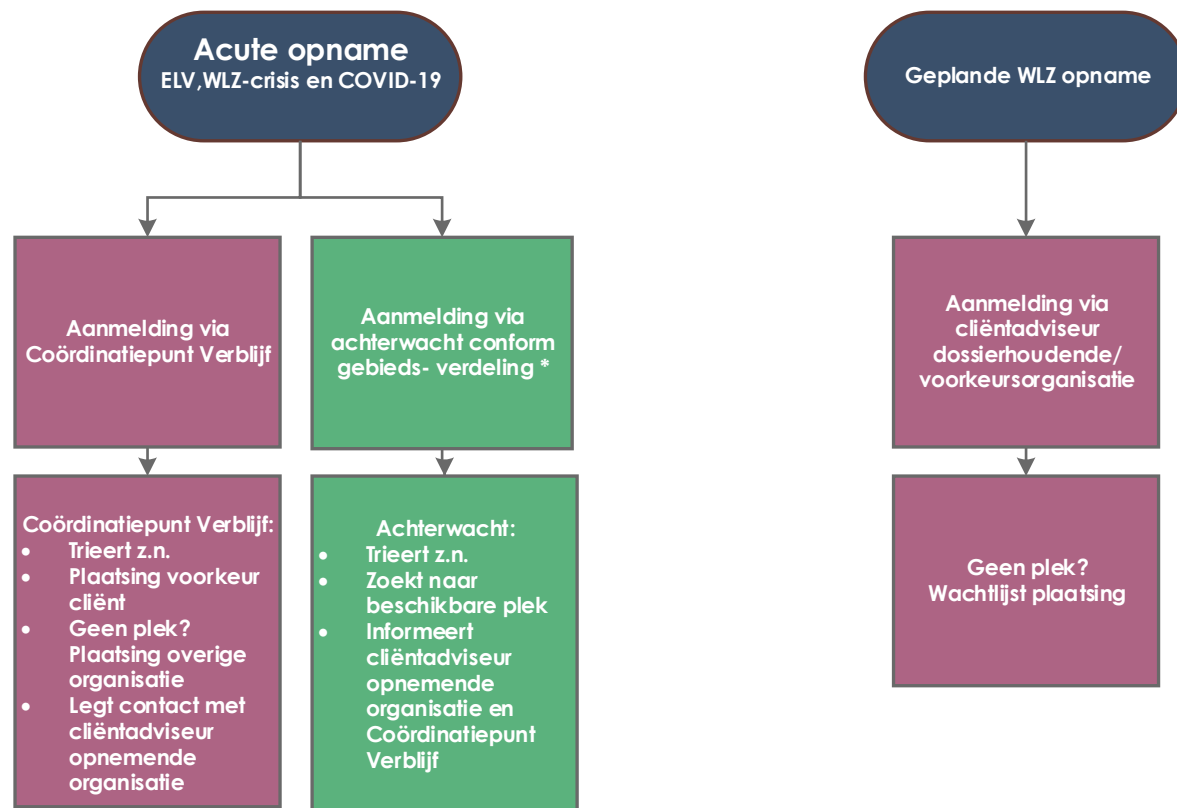 Acute opname
ELV,WLZ-crisis en COVID-19
Geplande WLZ opname
Aanmelding via
Coördinatiepunt Verblijf
Aanmelding via
achterwacht conform
gebieds- verdeling *
Aanmelding via
cliëntadviseur
dossierhoudende/
voorkeursorganisatie
Coördinatiepunt Verblijf:
• Trieert z.n.
• Plaatsing voorkeur
cliënt
• Geen plek?
Plaatsing overige
organisatie
• Legt contact met
cliëntadviseur
opnemende
organisatie
Achterwacht:
• Trieert z.n.
• Zoekt naar
beschikbare plek
• Informeert
cliëntadviseur
opnemende
organisatie en
Coördinatiepunt
Verblijf
Geen plek?
Wachtlijst plaatsing